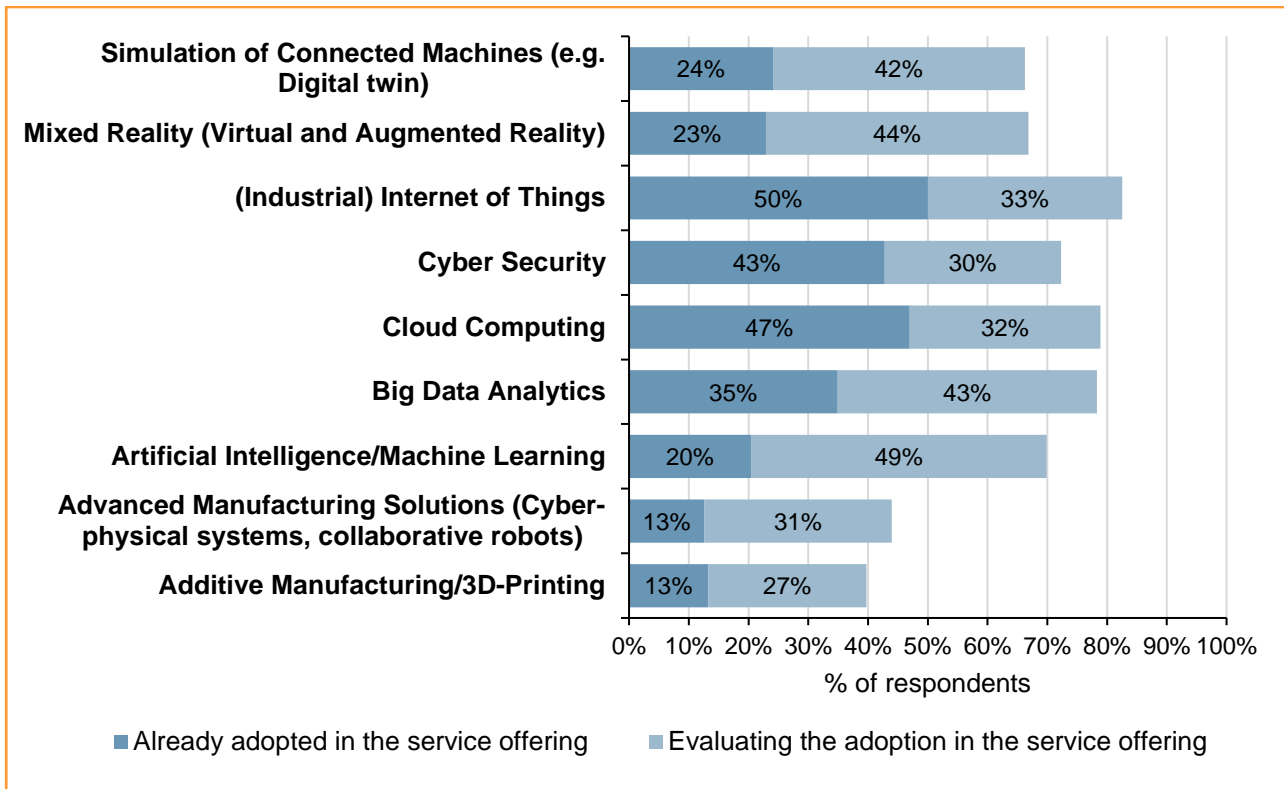 Simulation of Connected Machines (e.g.
Digital twin)
24% 42%
Mixed Reality (Virtual and Augmented Reality)
23% 44%
(Industrial) Internet of Things
50% 33%
Cyber Security
43% 30%
Cloud Computing
47% 32%
Big Data Analytics
35% 43%
Artificial Intelligence/Machine Learning
20% 49%
Advanced Manufacturing Solutions (Cyber-
physical systems, collaborative robots)
13% 31%
Additive Manufacturing/3D-Printing
13% 27%
0% 10% 20% 30% 40% 50% 60% 70% 80% 90% 100%
% of respondents
Already adopted in the service offering
Evaluating the adoption in the service offering